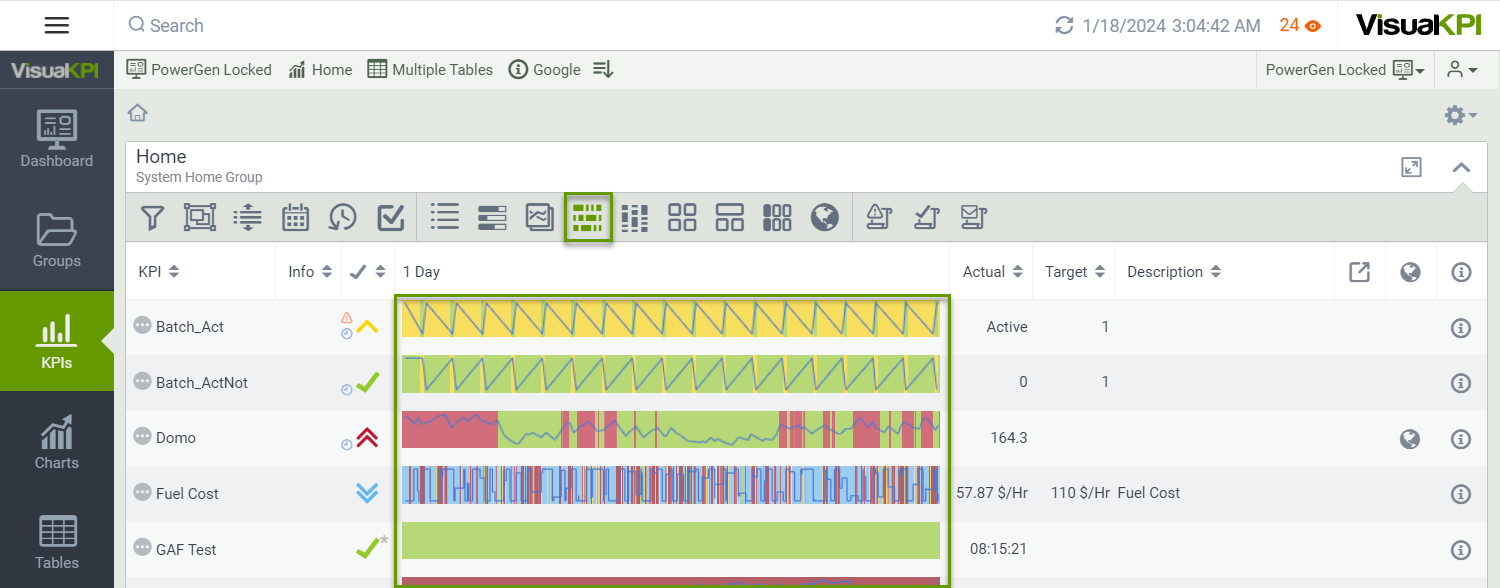 Search
1/18/2024 3:04:42 AM 24
VisualKPI
VisualKPI
PowerGen Locked Home Multiple Tables Google
PowerGen Locked
Dashboard
Groups
KPIs
Charts
Tables
Home
System Home Group
KPI Info 1 Day Actual Target Description
Batch_Act Active 1
Batch_ActNot 0 1
Domo 164.3
Fuel Cost 57.87 $/Hr 110 $/Hr Fuel Cost
GAF Test * 08:15:21